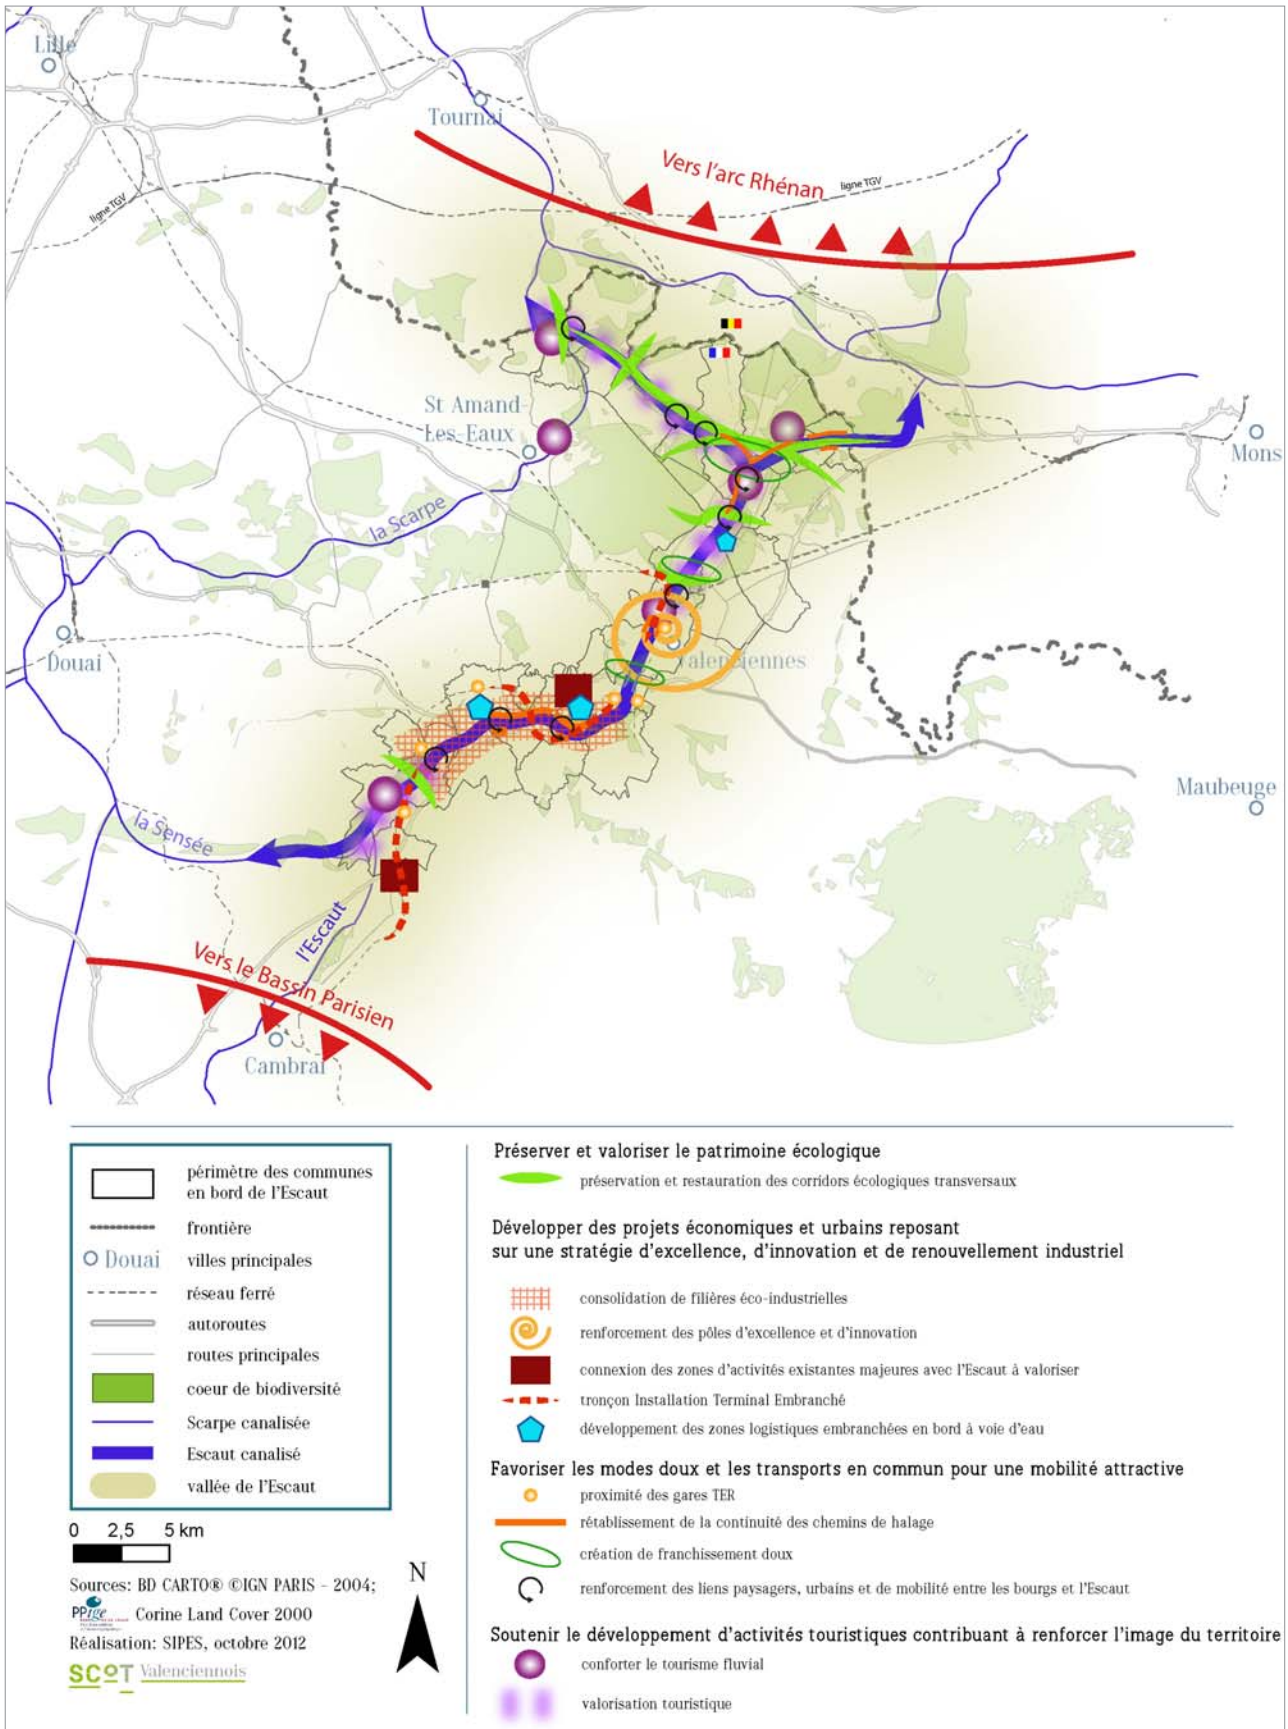 Lille
Tournai
Vers l'arc Rhénan
ligne TGV
ligne TGV
St Amand-
Les-Eaux
Mons
la Scarpe
Douai
Valenciennes
Maubeuge
la Sensée
l'Escaut
Vers le Bassin Parisien
Cambrai
périmètre des communes
en bord de l'Escaut
frontière
Douai villes principales
réseau ferré
autoroutes
routes principales
coeur de biodiversité
Scarpe canalisée
Escaut canalisé
vallée de l'Escaut
0 2,5 5 km
Sources: BD CARTO® ©IGN PARIS - 2004;
PPige Corine Land Cover 2000
Réalisation: SIPES, octobre 2012
SCOT Valenciennois
N
Préserver et valoriser le patrimoine écologique
préservation et restauration des corridors écologiques transversaux
Développer des projets économiques et urbains reposant
sur une stratégie d'excellence, d'innovation et de renouvellement industriel
consolidation de filières éco-industrielles
renforcement des pôles d'excellence et d'innovation
connexion des zones d'activités existantes majeures avec l'Escaut à valoriser
tronçon Installation Terminal Embranché
développement des zones logistiques embranchées en bord à voie d'eau
Favoriser les modes doux et les transports en commun pour une mobilité attractive
proximité des gares TER
rétablissement de la continuité des chemins de halage
création de franchissement doux
renforcement des liens paysagers, urbains et de mobilité entre les bourgs et l'Escaut
Soutenir le développement d'activités touristiques contribuant à renforcer l'image du territoire
conforter le tourisme fluvial
valorisation touristique